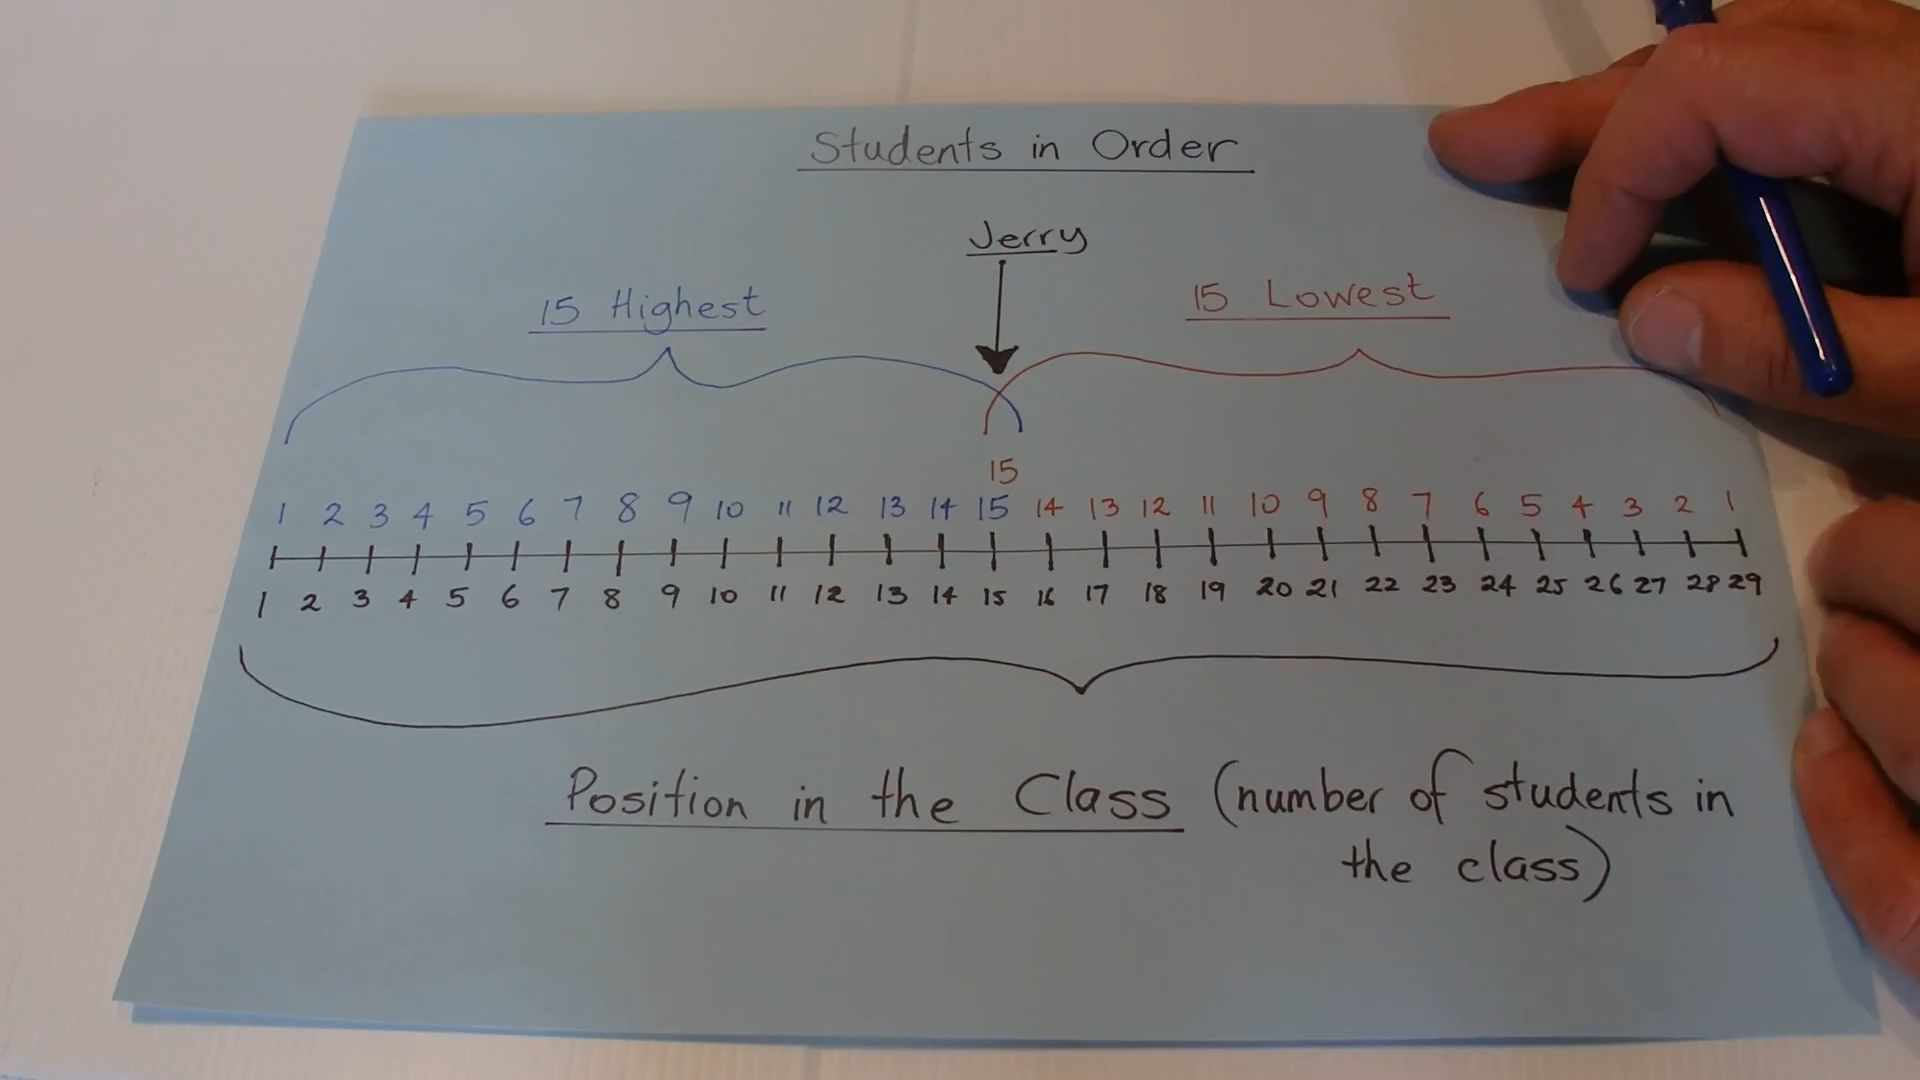 Students in Order
Jerry
15 Highest
15 Lowest
15
1 2 3 4 5 6 7 8 9 10 11 12 13 14 15 14 13 12 11 10 9 8 7 6 5 4 3 2 1
1 2 3 4 5 6 7 8 9 10 11 12 13 14 15 16 17 18 19 20 21 22 23 24 25 26 27 28 29
Position in the Class (number of students in
the class)